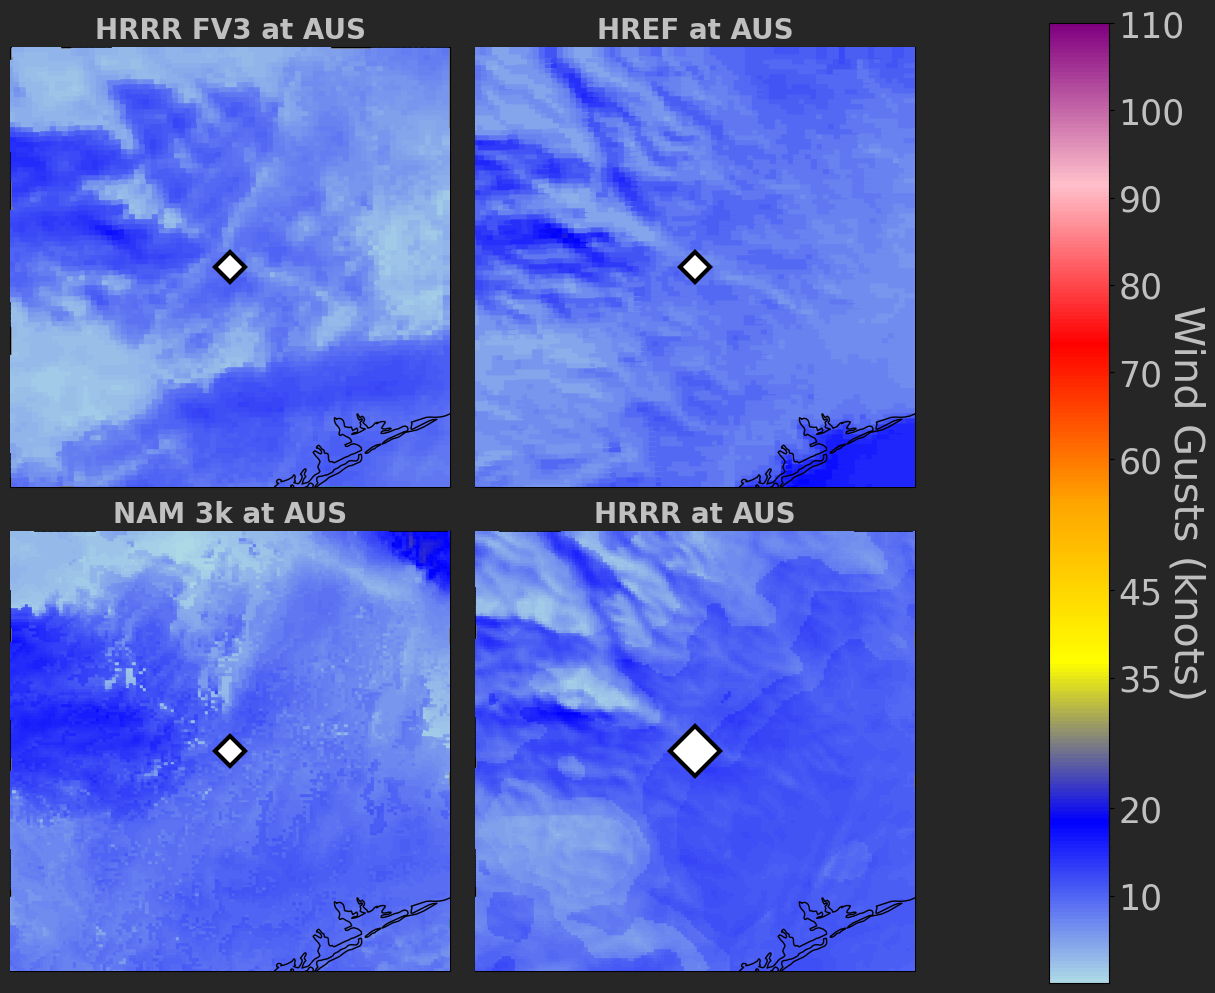 HRRR FV3 at AUS
HREF at AUS
NAM 3k at AUS
HRRR at AUS
110
100
90
80
70
60
45
35
20
10
Wind Gusts (knots)